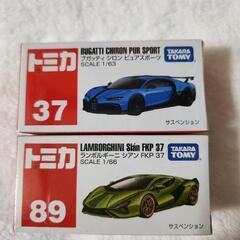 トミカ
37
BUGATTI CHIRON PUR SPORT
ブガッティ シロン ピュアスポーツ
SCALE 1/63
TAKARA
TOMY
サスペンション
トミカ
89
LAMBORGHINI Sián FKP 37
ランボルギーニ シアン FKP 37
SCALE 1/66
TAKARA
TOMY
サスペンション